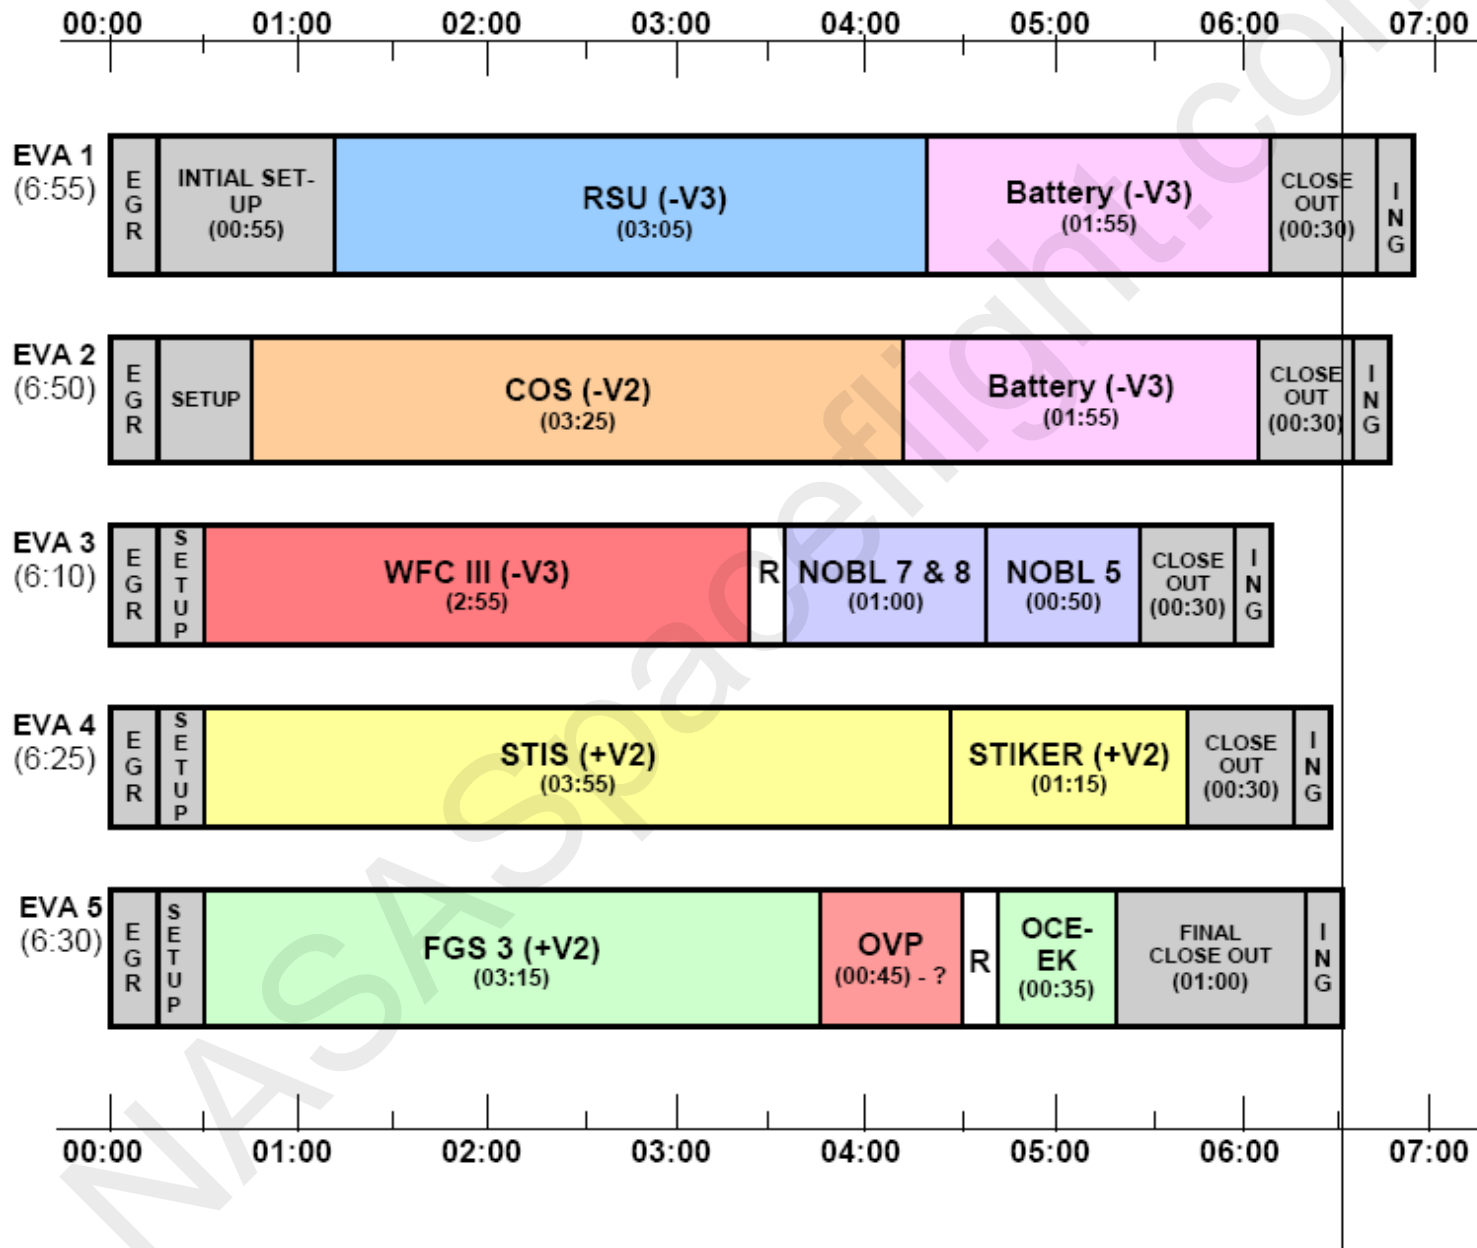 00:00 01:00 02:00 03:00 04:00 05:00 06:00 07:00
EVA 1
(6:55)
E
G
R
INTIAL SET-
UP
(00:55)
RSU (-V3)
(03:05)
Battery (-V3)
(01:55)
CLOSE
OUT
(00:30)
I
N
G
EVA 2
(6:50)
E
G
R
SETUP
COS (-V2)
(03:25)
Battery (-V3)
(01:55)
CLOSE
OUT
(00:30)
I
N
G
EVA 3
(6:10)
E
G
R
S
E
T
U
P
WFC III (-V3)
(2:55)
R
NOBL 7 & 8
(01:00)
NOBL 5
(00:50)
CLOSE
OUT
(00:30)
I
N
G
EVA 4
(6:25)
E
G
R
S
E
T
U
P
STIS (+V2)
(03:55)
STIKER (+V2)
(01:15)
CLOSE
OUT
(00:30)
I
N
G
EVA 5
(6:30)
E
G
R
S
E
T
U
P
FGS 3 (+V2)
(03:15)
OVP
(00:45) - ?
R
OCE-
EK
(00:35)
FINAL
CLOSE OUT
(01:00)
I
N
G
00:00 01:00 02:00 03:00 04:00 05:00 06:00 07:00
NASASpaceflight.com